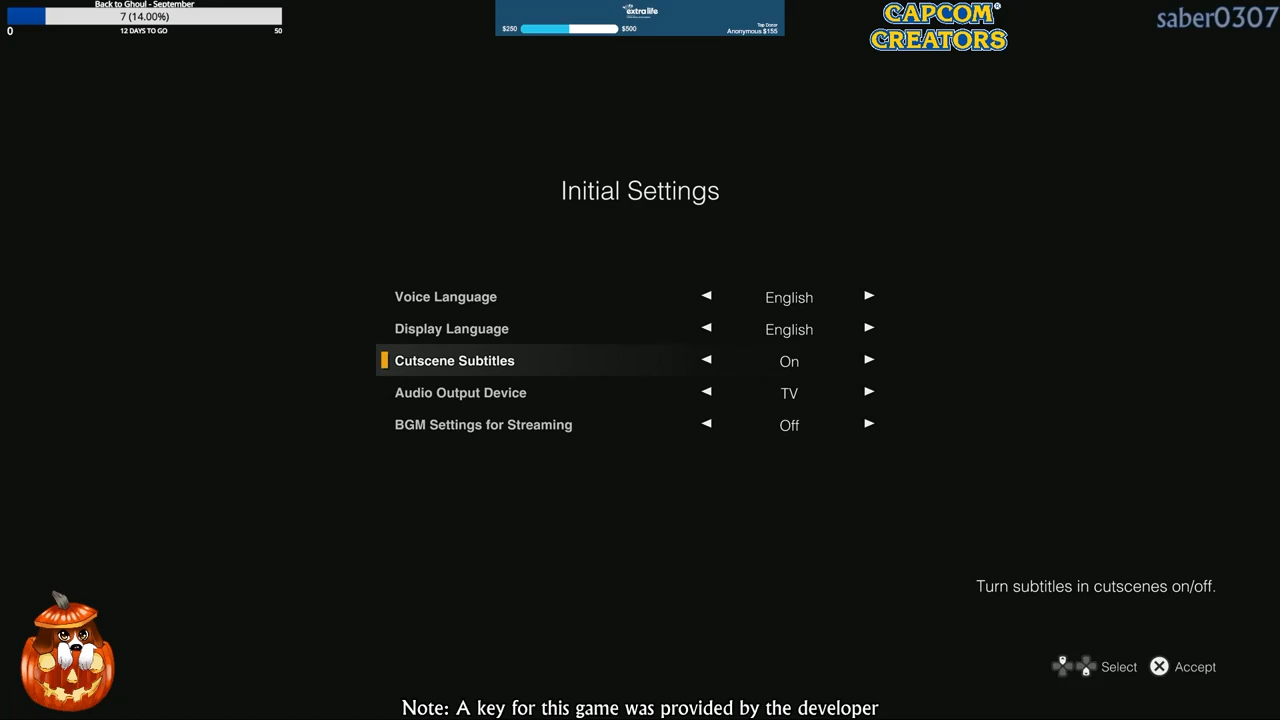 Back to Ghoul - September
7 (14.00%)
0
12 DAYS TO GO
50
extralife
$250
$500
Top Donor
Anonymous $155
CAPCOM
CREATORS
saber0307
Initial Settings
Voice Language English
Display Language English
Cutscene Subtitles On
Audio Output Device TV
BGM Settings for Streaming Off
Turn subtitles in cutscenes on/off.
Select Accept
Note: A key for this game was provided by the developer